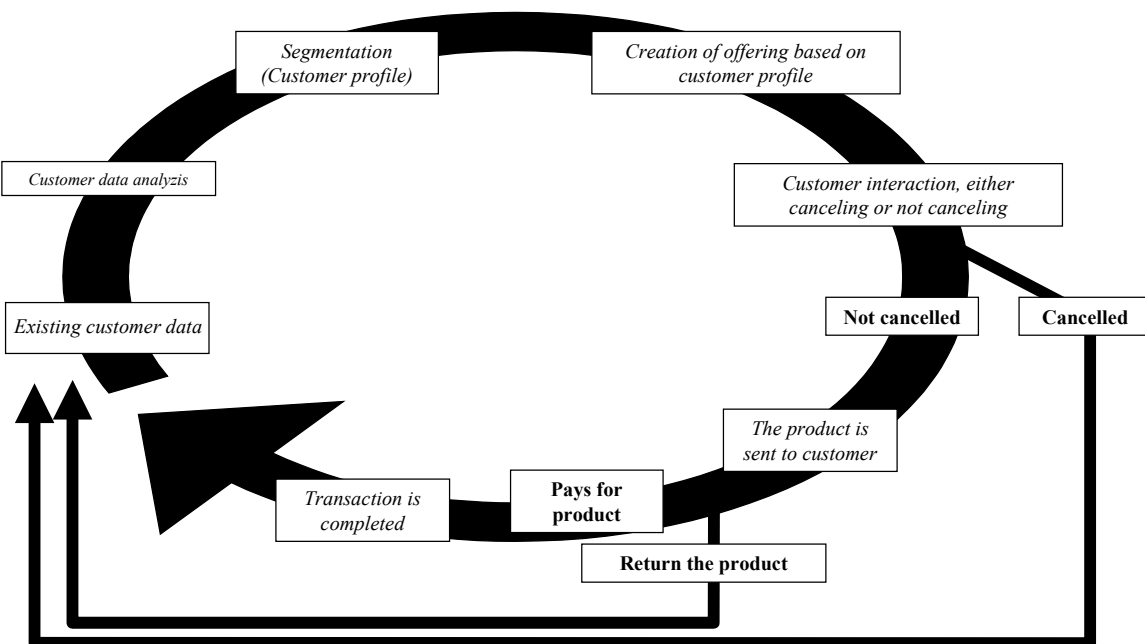 Segmentation
(Customer profile)
Creation of offering based on
customer profile
Customer data analyzis
Customer interaction, either
canceling or not canceling
Existing customer data
Not cancelled
Cancelled
The product is
sent to customer
Pays for
product
Transaction is
completed
Return the product